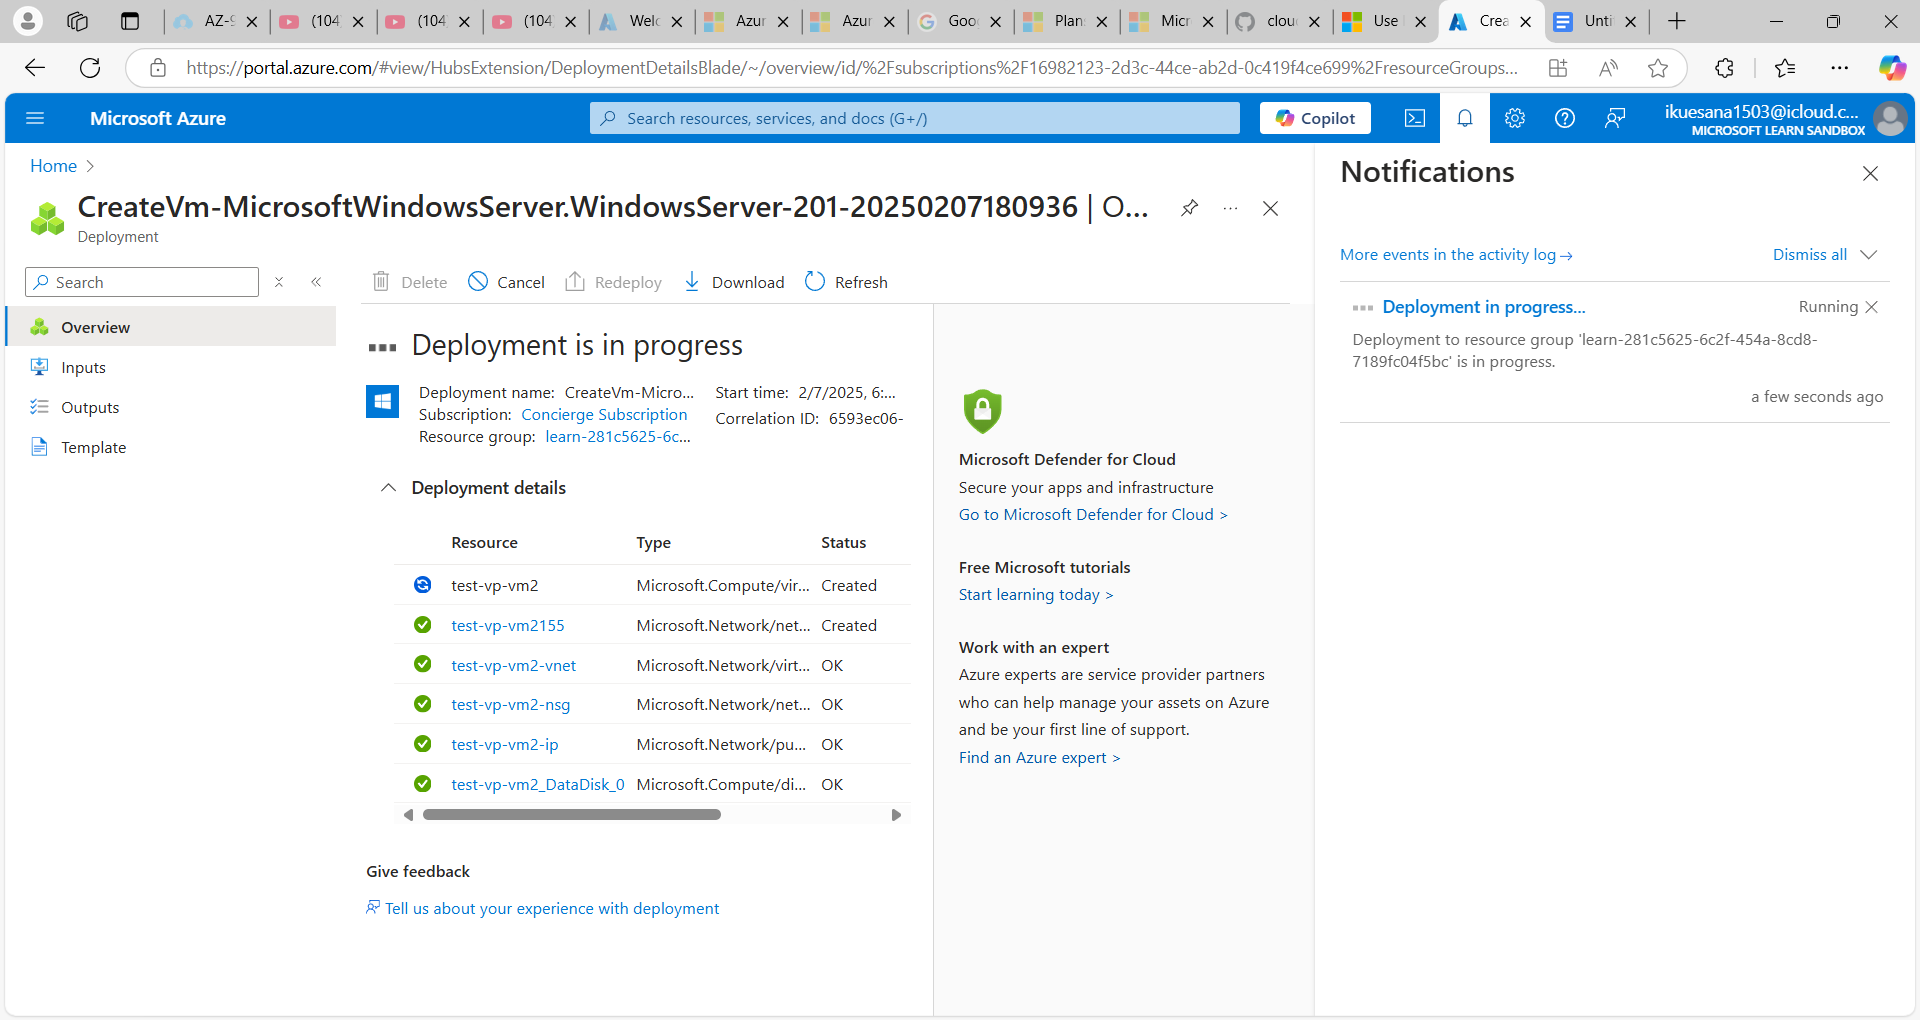 AZ-9
(104
(104
(104
Welc
Azur
Azur
Goo
Plan
Micr
clou
Use
Crea
Unti
https://portal.azure.com/#view/HubsExtension/DeploymentDetailsBlade/~/overview/id/%2Fsubscriptions%2F16982123-2d3c-44ce-ab2d-0c419f4ce699%2FresourceGroups...
Microsoft Azure
Search resources, services, and docs (G+/)
Copilot
ikuesana1503@icloud.c...
MICROSOFT LEARN SANDBOX
Home
CreateVm-MicrosoftWindowsServer.WindowsServer-201-20250207180936 | O...
Deployment
Search
Overview
Inputs
Outputs
Template
Delete
Cancel
Redeploy
Download
Refresh
Deployment is in progress
Deployment name: CreateVm-Micro...
Subscription: Concierge Subscription
Resource group: learn-281c5625-6c...
Start time: 2/7/2025, 6:...
Correlation ID: 6593ec06-
Deployment details
Resource Type Status
test-vp-vm2 Microsoft.Compute/vir... Created
test-vp-vm2155 Microsoft.Network/net... Created
test-vp-vm2-vnet Microsoft.Network/virt... OK
test-vp-vm2-nsg Microsoft.Network/net... OK
test-vp-vm2-ip Microsoft.Network/pu... OK
test-vp-vm2_DataDisk_0 Microsoft.Compute/di... OK
Give feedback
Tell us about your experience with deployment
Microsoft Defender for Cloud
Secure your apps and infrastructure
Go to Microsoft Defender for Cloud >
Free Microsoft tutorials
Start learning today >
Work with an expert
Azure experts are service provider partners
who can help manage your assets on Azure
and be your first line of support.
Find an Azure expert >
Notifications
More events in the activity log→
Dismiss all
Deployment in progress...
Running
Deployment to resource group 'learn-281c5625-6c2f-454a-8cd8-
7189fc04f5bc' is in progress.
a few seconds ago